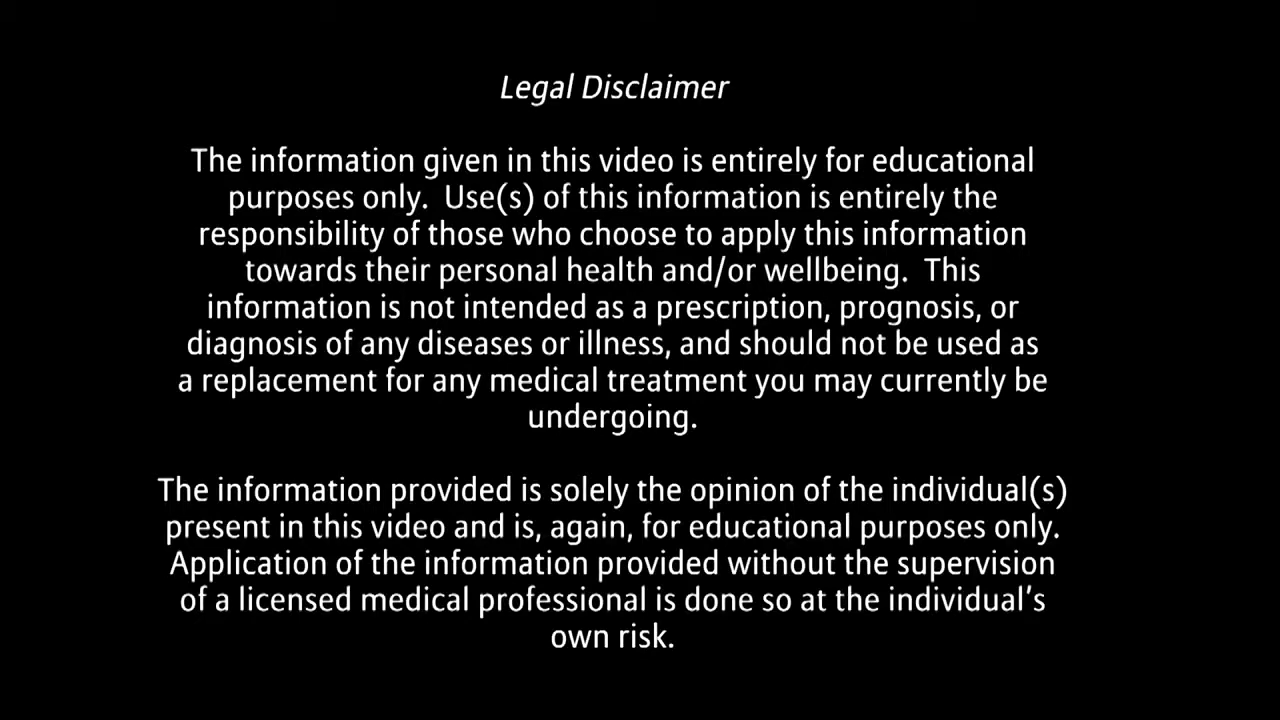 Legal Disclaimer
The information given in this video is entirely for educational
purposes only.  Use(s) of this information is entirely the
responsibility of those who choose to apply this information
towards their personal health and/or wellbeing.  This
information is not intended as a prescription, prognosis, or
diagnosis of any diseases or illness, and should not be used as
a replacement for any medical treatment you may currently be
undergoing.
The information provided is solely the opinion of the individual(s)
present in this video and is, again, for educational purposes only.
Application of the information provided without the supervision
of a licensed medical professional is done so at the individual’s
own risk.